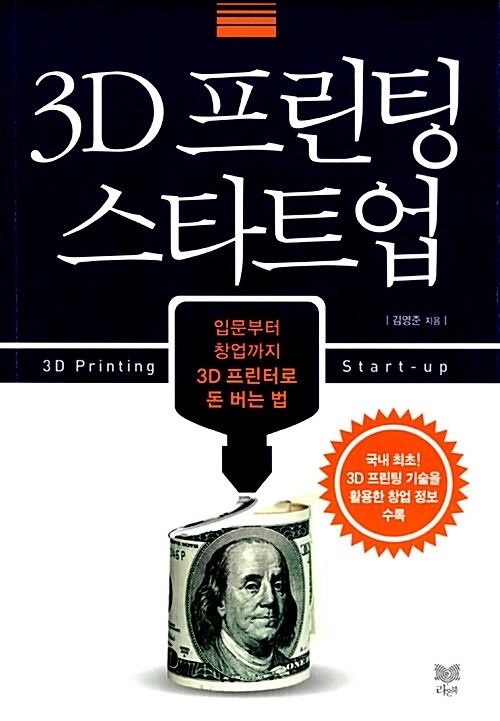 3D 프린팅
스타트업
| 김영준 지음 |
입문부터
창업까지
3D 프린터로
돈 버는 법
3D Printing
Start-up
국내 최초!
3D 프린팅 기술을
활용한 창업 정보
수록
46 P
라온북